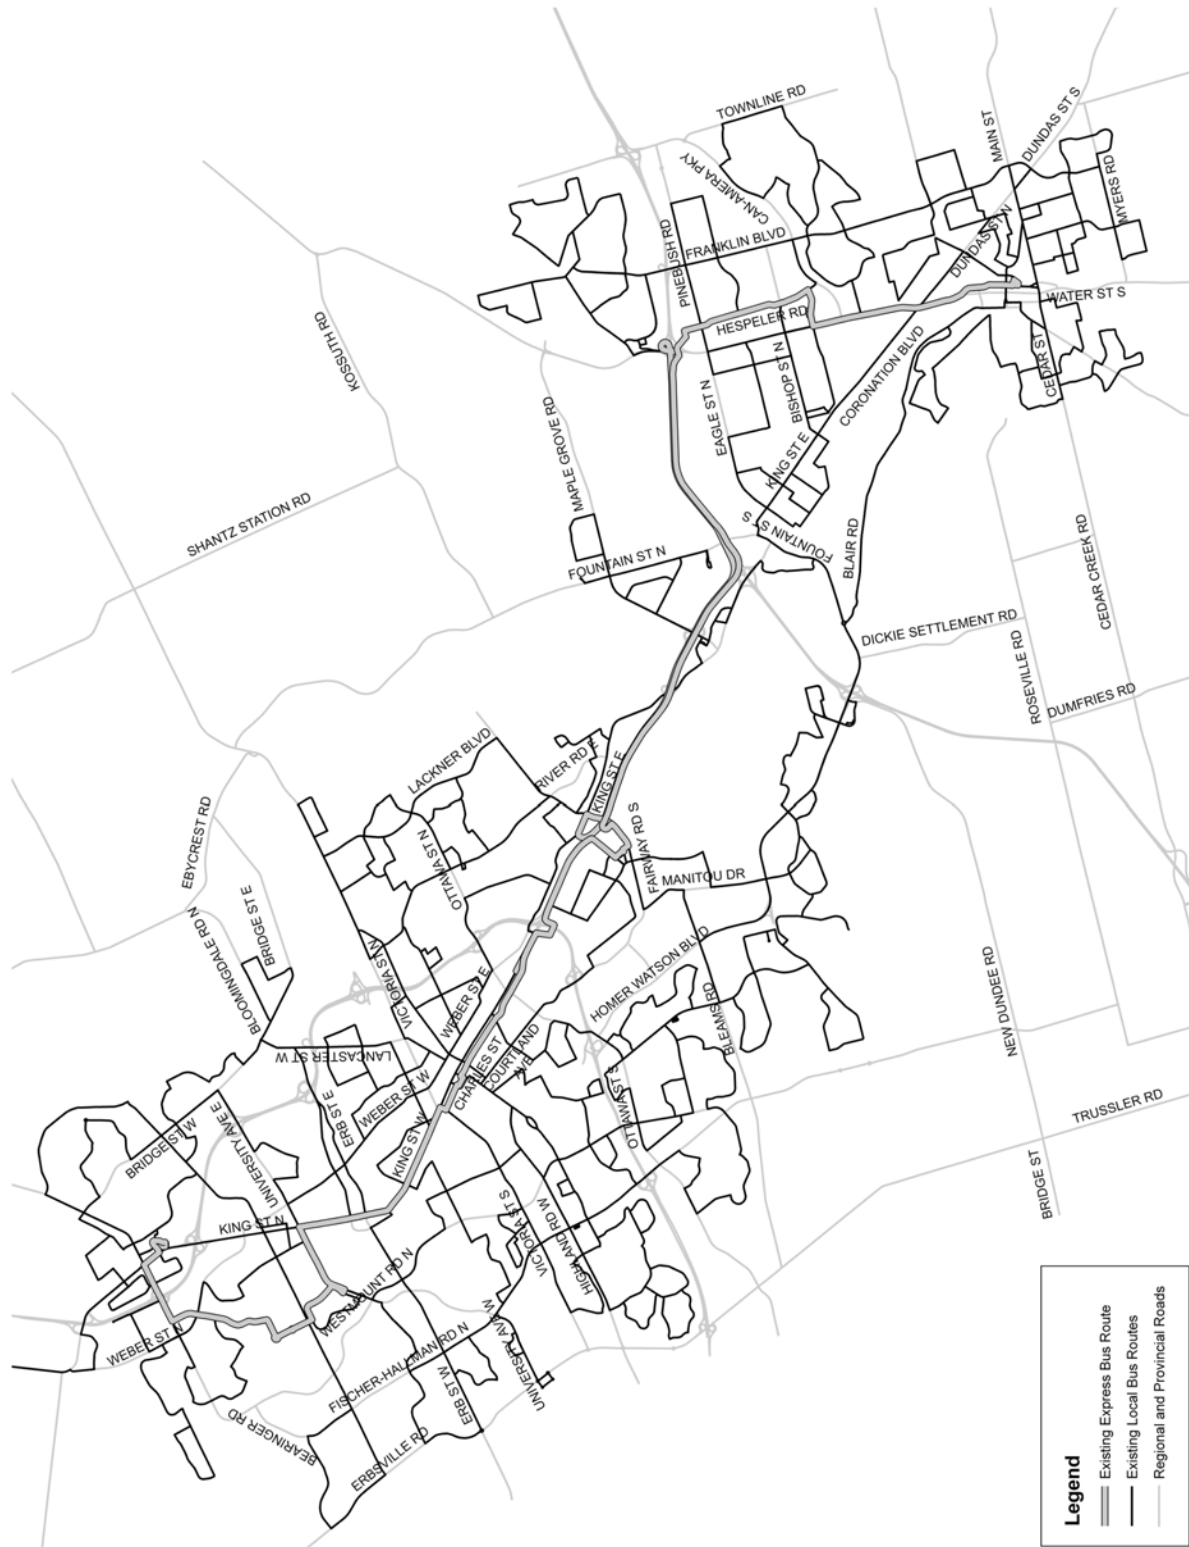 TOWNLINE RD
CAN-AMERA PKY
MAIN ST
DUNDAS ST S
MYERS RD
PINEBUSH RD
FRANKLIN BLVD
DUNDAS ST N
WATER ST S
HESPELER RD
KOSSUTH RD
CEDAR ST
BISHOP ST N
CORONATION BLVD
EAGLE ST N
MAPLE GROVE RD
KING ST E
SHANTZ STATION RD
FOUNTAIN ST S
FOUNTAIN ST N
BLAIR RD
CEDAR CREEK RD
DICKIE SETTLEMENT RD
ROSEVILLE RD
DUMFRIES RD
LACKNER BLVD
RIVER RD E
KING ST E
EBYCREST RD
OTTAWA ST N
FAIRWAY RD S
MANITOU DR
BRIDGE ST E
BLOOMINGDALE RD N
VICTORIA ST N
WEBER ST E
HOMER WATSON BLVD
BLEAMS RD
NEW DUNDEE RD
LANCASTER ST W
CHARLES ST
COURTLAND
AVE
WEBER ST W
ERB ST E
OTTAWA ST S
TRUSSLER RD
BRIDGE ST W
UNIVERSITY AVE E
KING ST W
BRIDGE ST
KING ST N
VICTORIA ST S
HIGHLAND RD W
WESTMOUNT RD N
WEBER ST N
UNIVERSITY AVE W
FISCHER-HALLMAN RD N
ERB ST W
BEARINGER RD
ERBSVILLE RD
Legend
Existing Express Bus Route
Existing Local Bus Routes
Regional and Provincial Roads